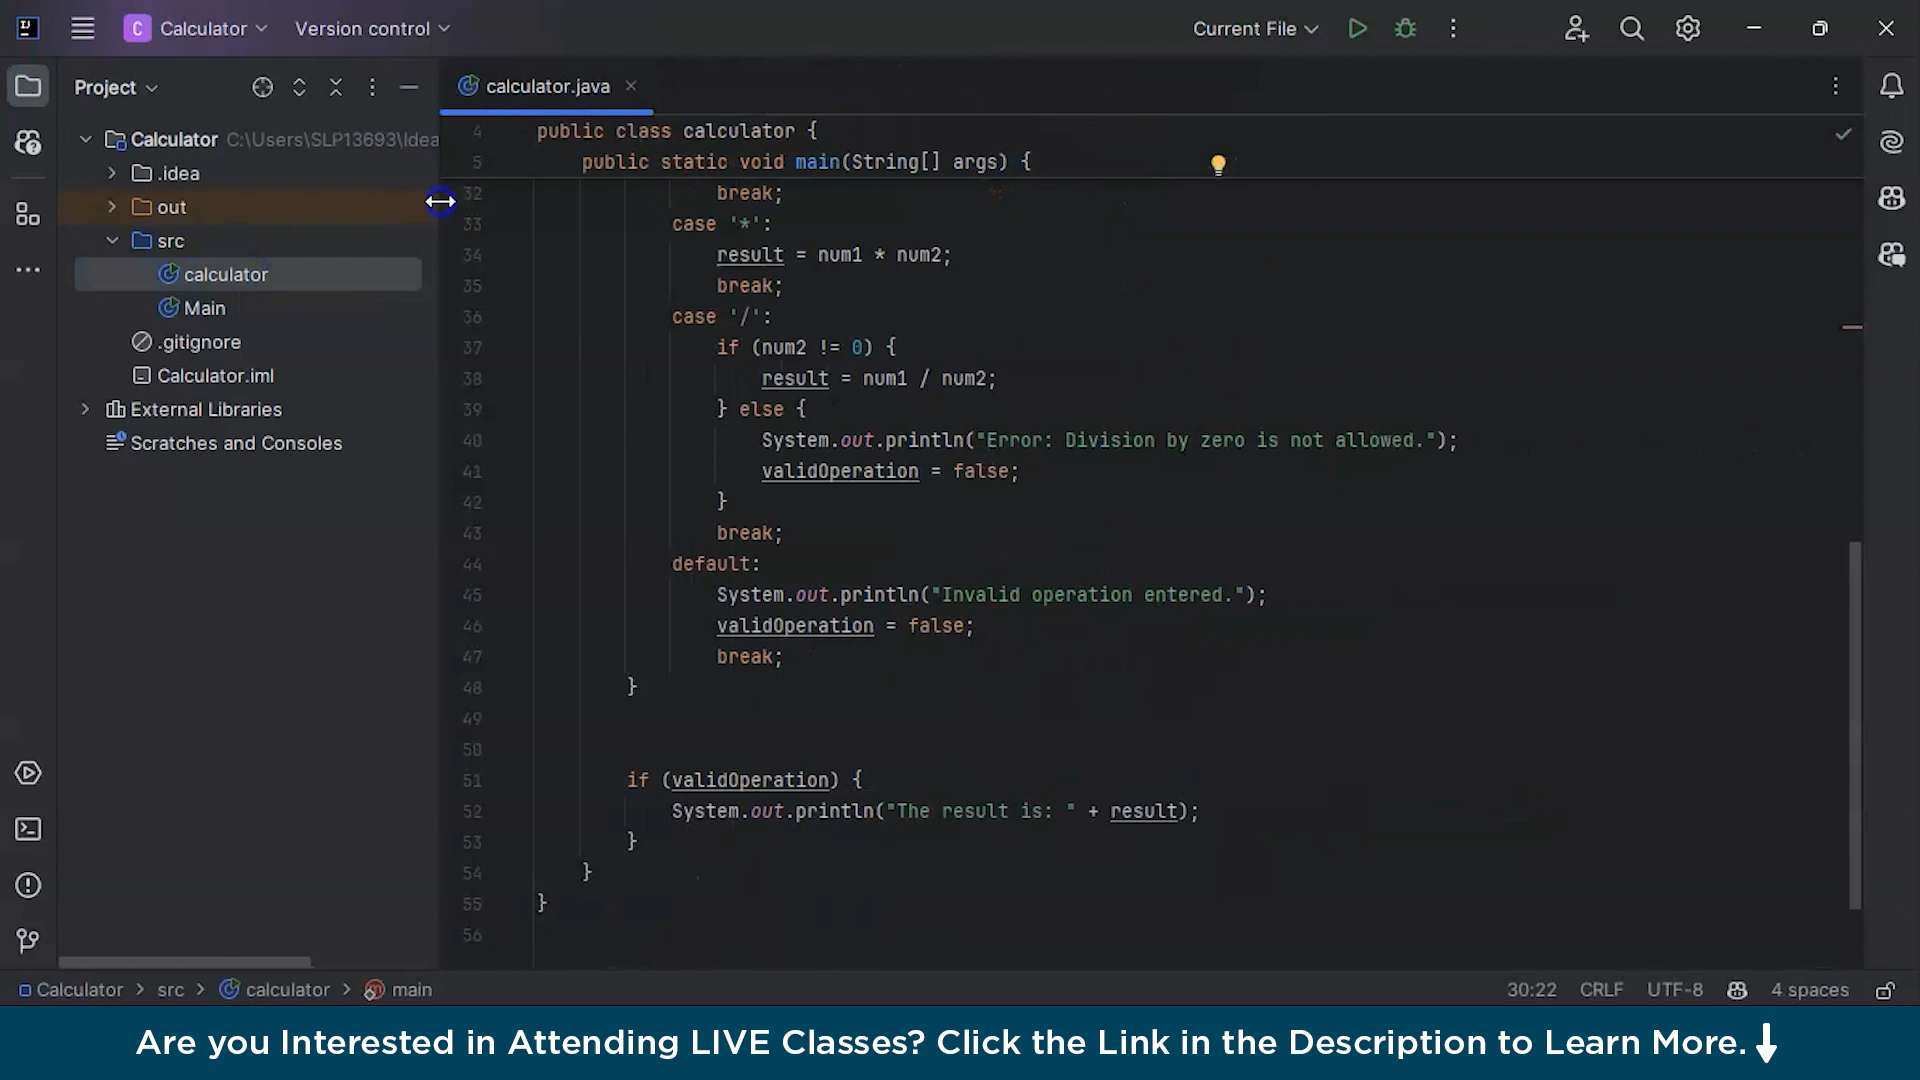 C Calculator Version control Current File
Project
calculator.java
Calculator C:\Users\SLP13693\Idea
.idea
out
src
calculator
Main
.gitignore
Calculator.iml
External Libraries
Scratches and Consoles
4 public class calculator {
5 public static void main(String[] args) {
32 break;
33 case '*':
34 result = num1 * num2;
35 break;
36 case '/':
37 if (num2 != 0) {
38 result = num1 / num2;
39 } else {
40 System.out.println("Error: Division by zero is not allowed.");
41 validOperation = false;
42 }
43 break;
44 default:
45 System.out.println("Invalid operation entered.");
46 validOperation = false;
47 break;
48 }
49
50
51 if (validOperation) {
52 System.out.println("The result is: " + result);
53 }
54 }
55 }
56
Calculator > src > calculator > main 30:22 CRLF UTF-8 4 spaces
Are you Interested in Attending LIVE Classes? Click the Link in the Description to Learn More.